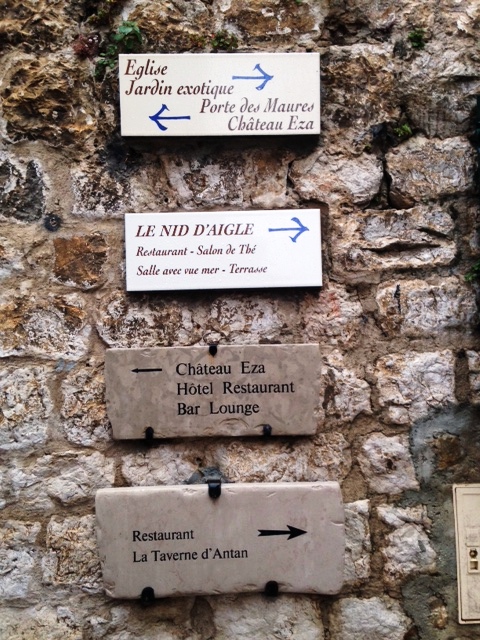 Eglise
Jardin exotique
Porte des Maures
Château Eza
LE NID D'AIGLE
Restaurant - Salon de Thé
Salle avec vue mer - Terrasse
Château Eza
Hôtel Restaurant
Bar Lounge
Restaurant
La Taverne d'Antan